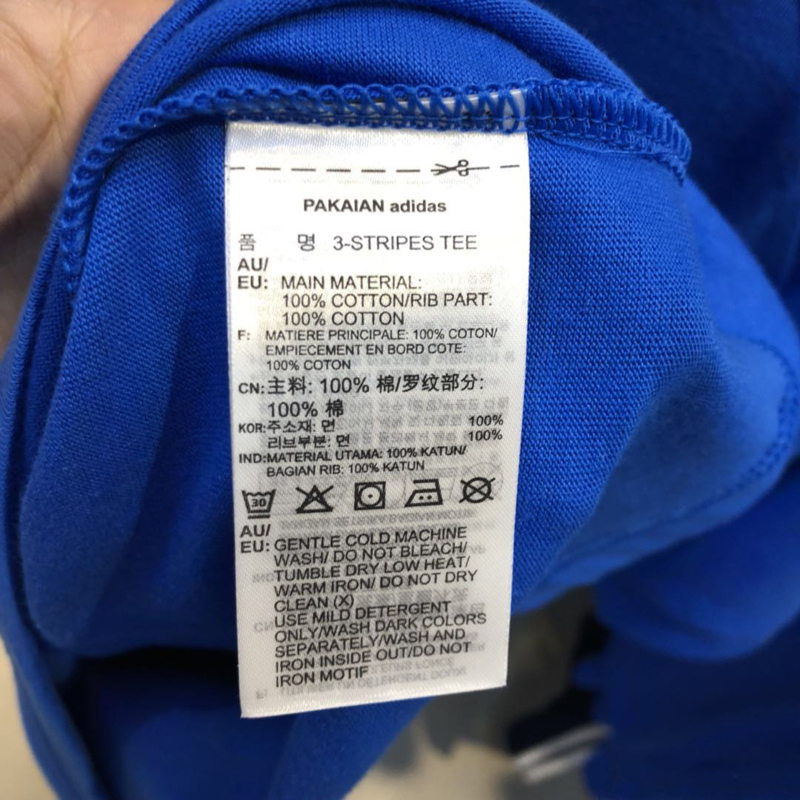 PAKAIAN adidas
품 명 3-STRIPES TEE
AU/
EU: MAIN MATERIAL:
100% COTTON/RIB PART:
100% COTTON
F: MATIERE PRINCIPALE: 100% COTON/
EMPIECEMENT EN BORD COTE:
100% COTON
CN:主料: 100% 棉/罗纹部分:
100% 棉
KOR:주소재: 면 100%
리브부분: 면 100%
IND:MATERIAL UTAMA: 100% KATUN/
BAGIAN RIB: 100% KATUN
30
AU/
EU: GENTLE COLD MACHINE
WASH/ DO NOT BLEACH/
TUMBLE DRY LOW HEAT/
WARM IRON/ DO NOT DRY
CLEAN (X)
USE MILD DETERGENT
ONLY/WASH DARK COLORS
SEPARATELY/WASH AND
IRON INSIDE OUT/DO NOT
IRON MOTIF